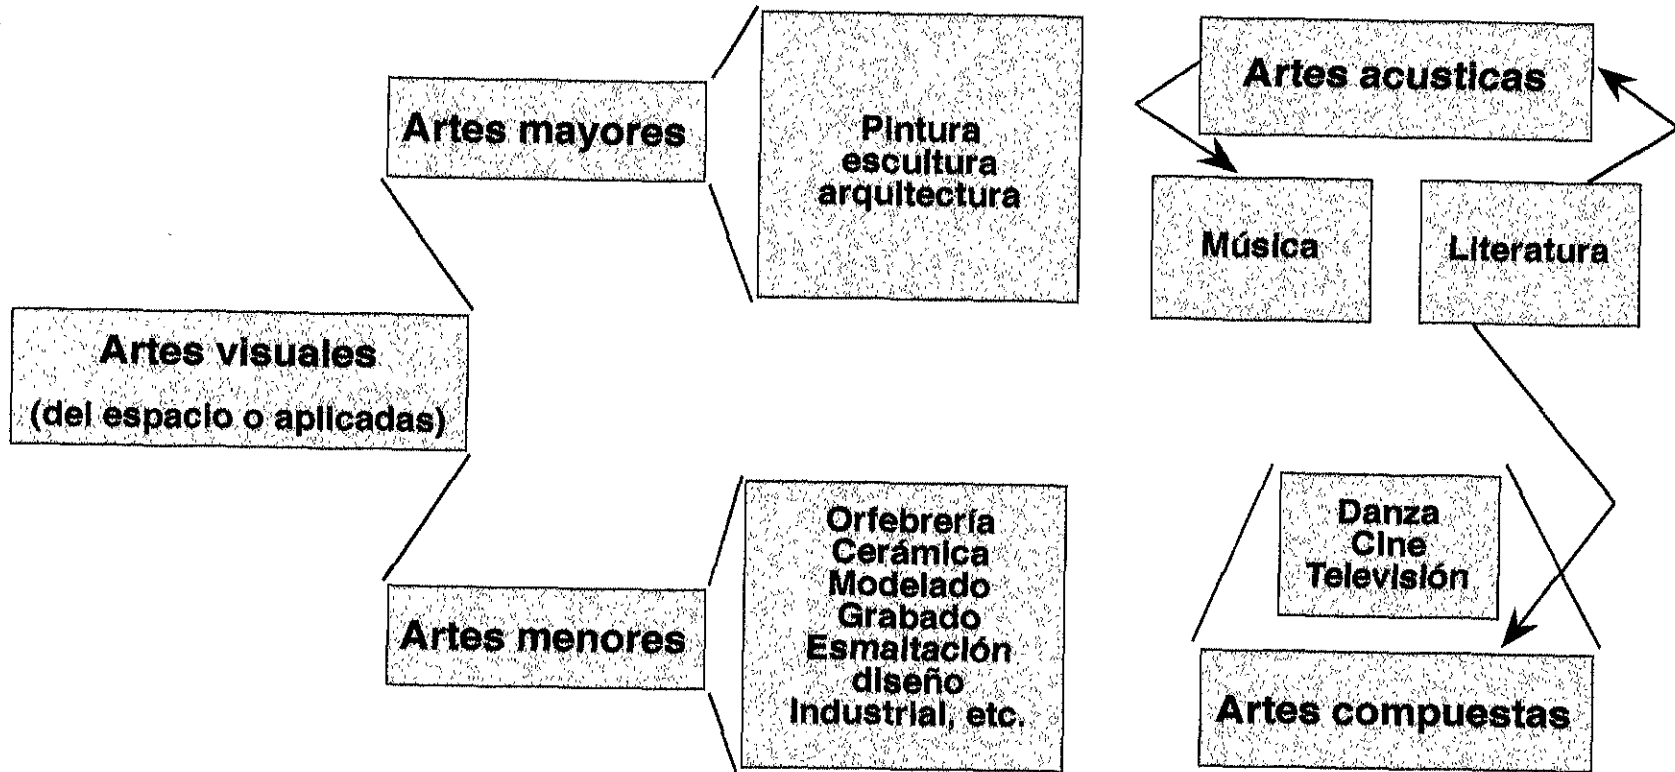 Artes visuales
(del espacio o aplicadas)
Artes mayores
Pintura
escultura
arquitectura
Artes menores
Orfebrería
Cerámica
Modelado
Grabado
Esmaltación
diseño
Industrial, etc.
Artes acusticas
Música
Literatura
Danza
Cine
Televisión
Artes compuestas